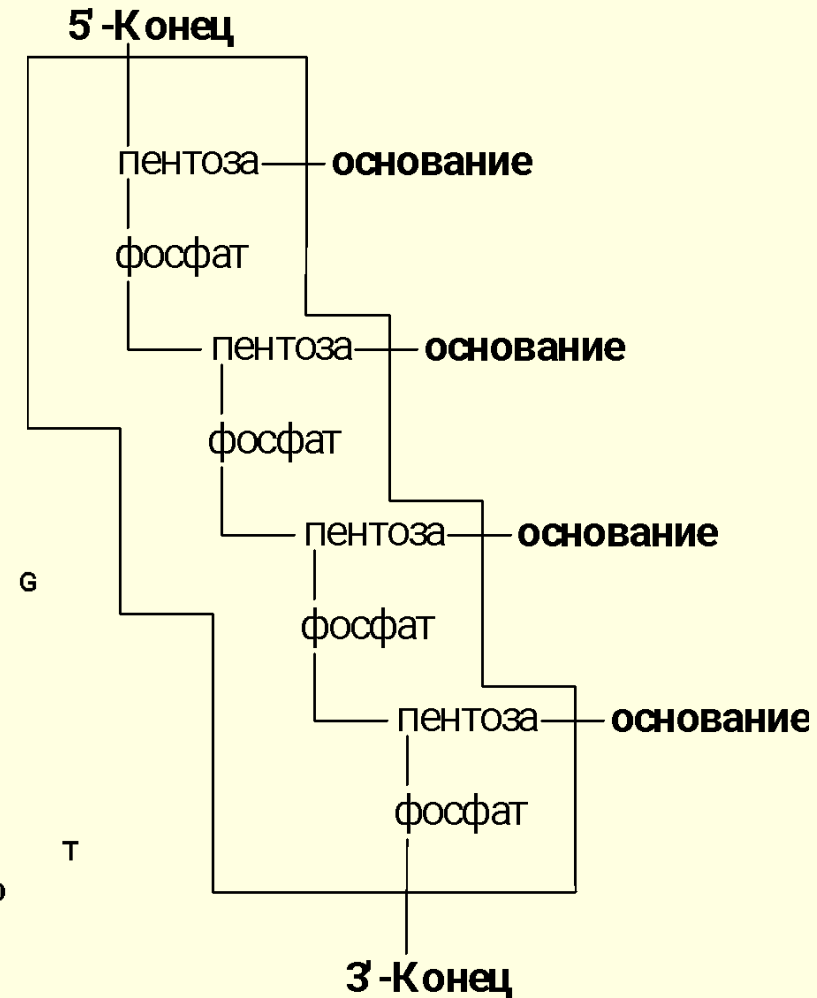 5'-Конец
пентоза основание
фосфат
пентоза основание
фосфат
пентоза основание
G
фосфат
пентоза основание
фосфат
T
3'-Конец